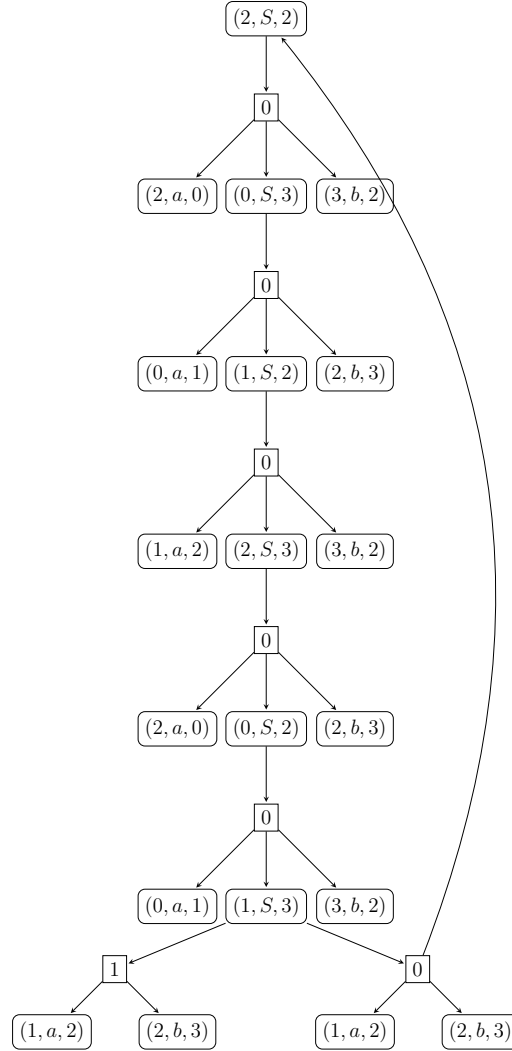 (2, S, 2)
0
(2, a, 0) (0, S, 3) (3, b, 2)
0
(0, a, 1) (1, S, 2) (2, b, 3)
0
(1, a, 2) (2, S, 3) (3, b, 2)
0
(2, a, 0) (0, S, 2) (2, b, 3)
0
(0, a, 1) (1, S, 3) (3, b, 2)
1 0
(1, a, 2) (2, b, 3) (1, a, 2) (2, b, 3)